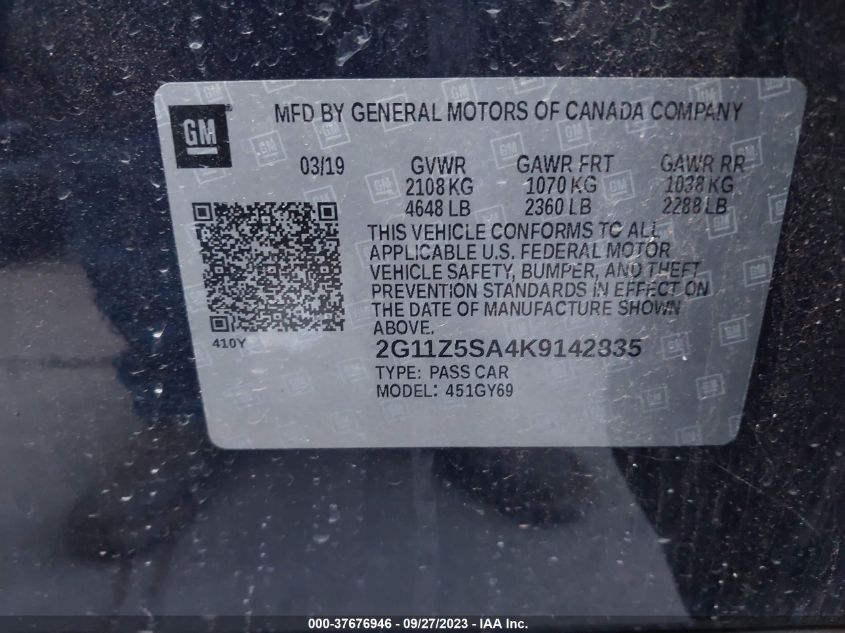 GM
MFD BY GENERAL MOTORS OF CANADA COMPANY
03/19 GVWR GAWR FRT GAWR RR
2108 KG 1070 KG 1038 KG
4648 LB 2360 LB 2288 LB
THIS VEHICLE CONFORMS TO ALL
APPLICABLE U.S. FEDERAL MOTOR
VEHICLE SAFETY, BUMPER, AND THEFT
PREVENTION STANDARDS IN EFFECT ON
THE DATE OF MANUFACTURE SHOWN
ABOVE.
410Y
2G11Z5SA4K9142835
TYPE: PASS CAR
MODEL: 451GY69
000-37676946 - 09/27/2023 - IAA Inc.